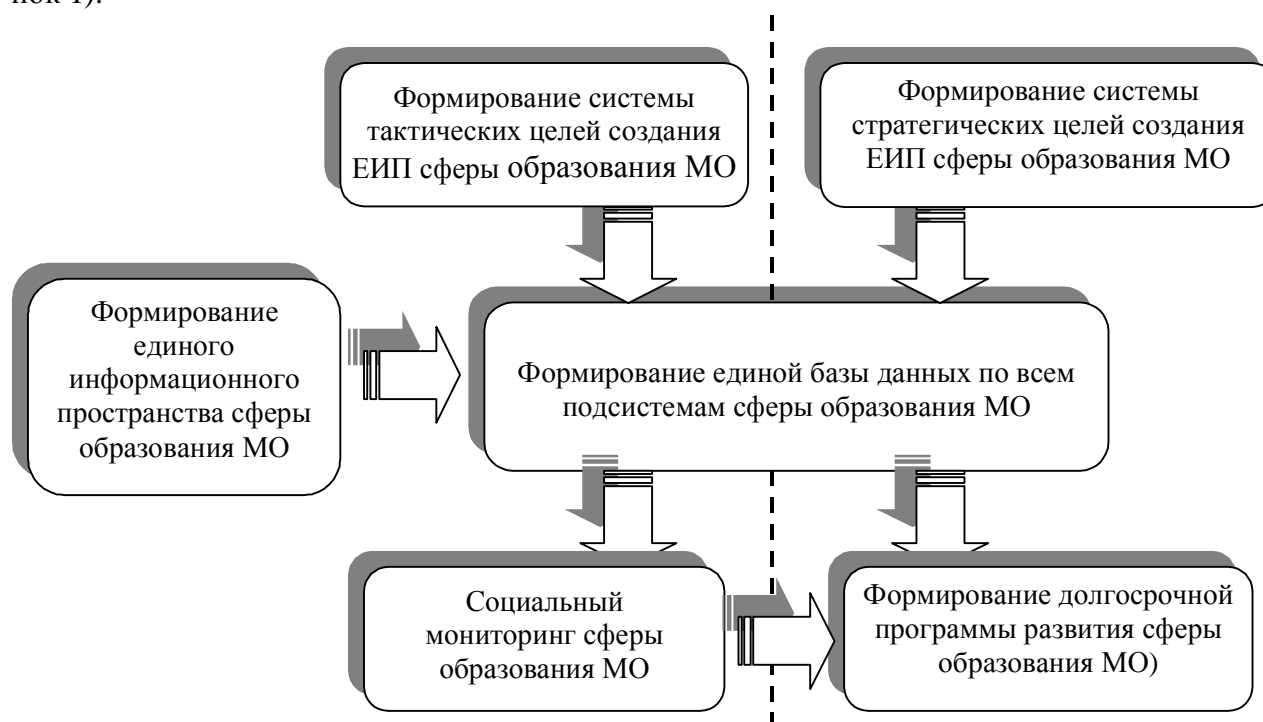 нок 1).
Формирование системы
тактических целей создания
ЕИП сферы образования МО
Формирование системы
стратегических целей создания
ЕИП сферы образования МО
Формирование
единого
информационного
пространства сферы
образования МО
Формирование единой базы данных по всем
подсистемам сферы образования МО
Социальный
мониторинг сферы
образования МО
Формирование долгосрочной
программы развития сферы
образования МО)